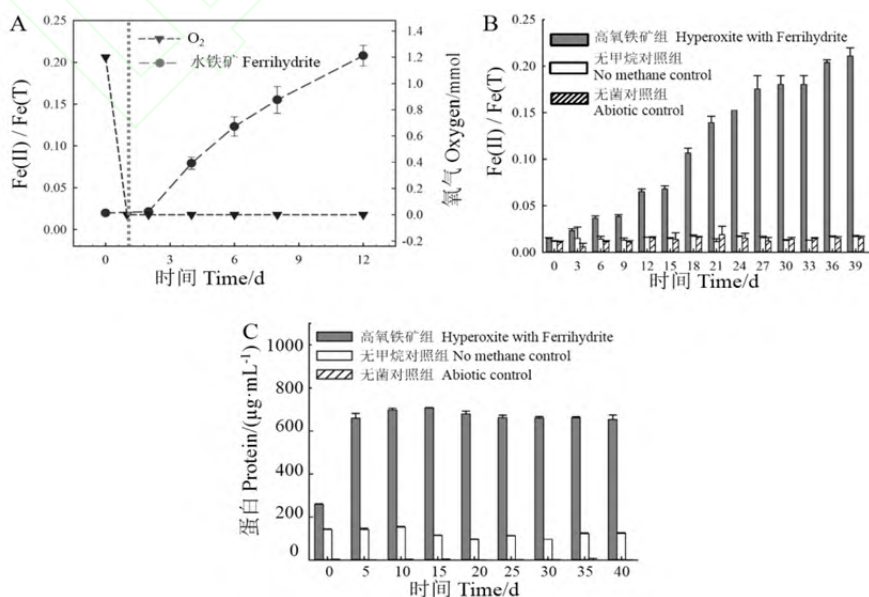 A
0.25
0.20
0.15
0.10
0.05
0.00
Fe(II) / Fe(T)
O₂
水铁矿 Ferrihydrite
1.4
1.2
1.0
0.8
0.6
0.4
0.2
0.0
-0.2
氧气 Oxygen/mmol
0 3 6 9 12
时间 Time/d
B
0.25
0.20
0.15
0.10
0.05
0.00
Fe(II) / Fe(T)
高氧铁矿组 Hyperoxite with Ferrihydrite
无甲烷对照组
No methane control
无菌对照组
Abiotic control
0 3 6 9 12 15 18 21 24 27 30 33 36 39
时间 Time/d
C
1000
800
600
400
200
0
蛋白 Protein/(μg·mL⁻¹)
高氧铁矿组 Hyperoxite with Ferrihydrite
无甲烷对照组 No methane control
无菌对照组 Abiotic control
0 5 10 15 20 25 30 35 40
时间 Time/d